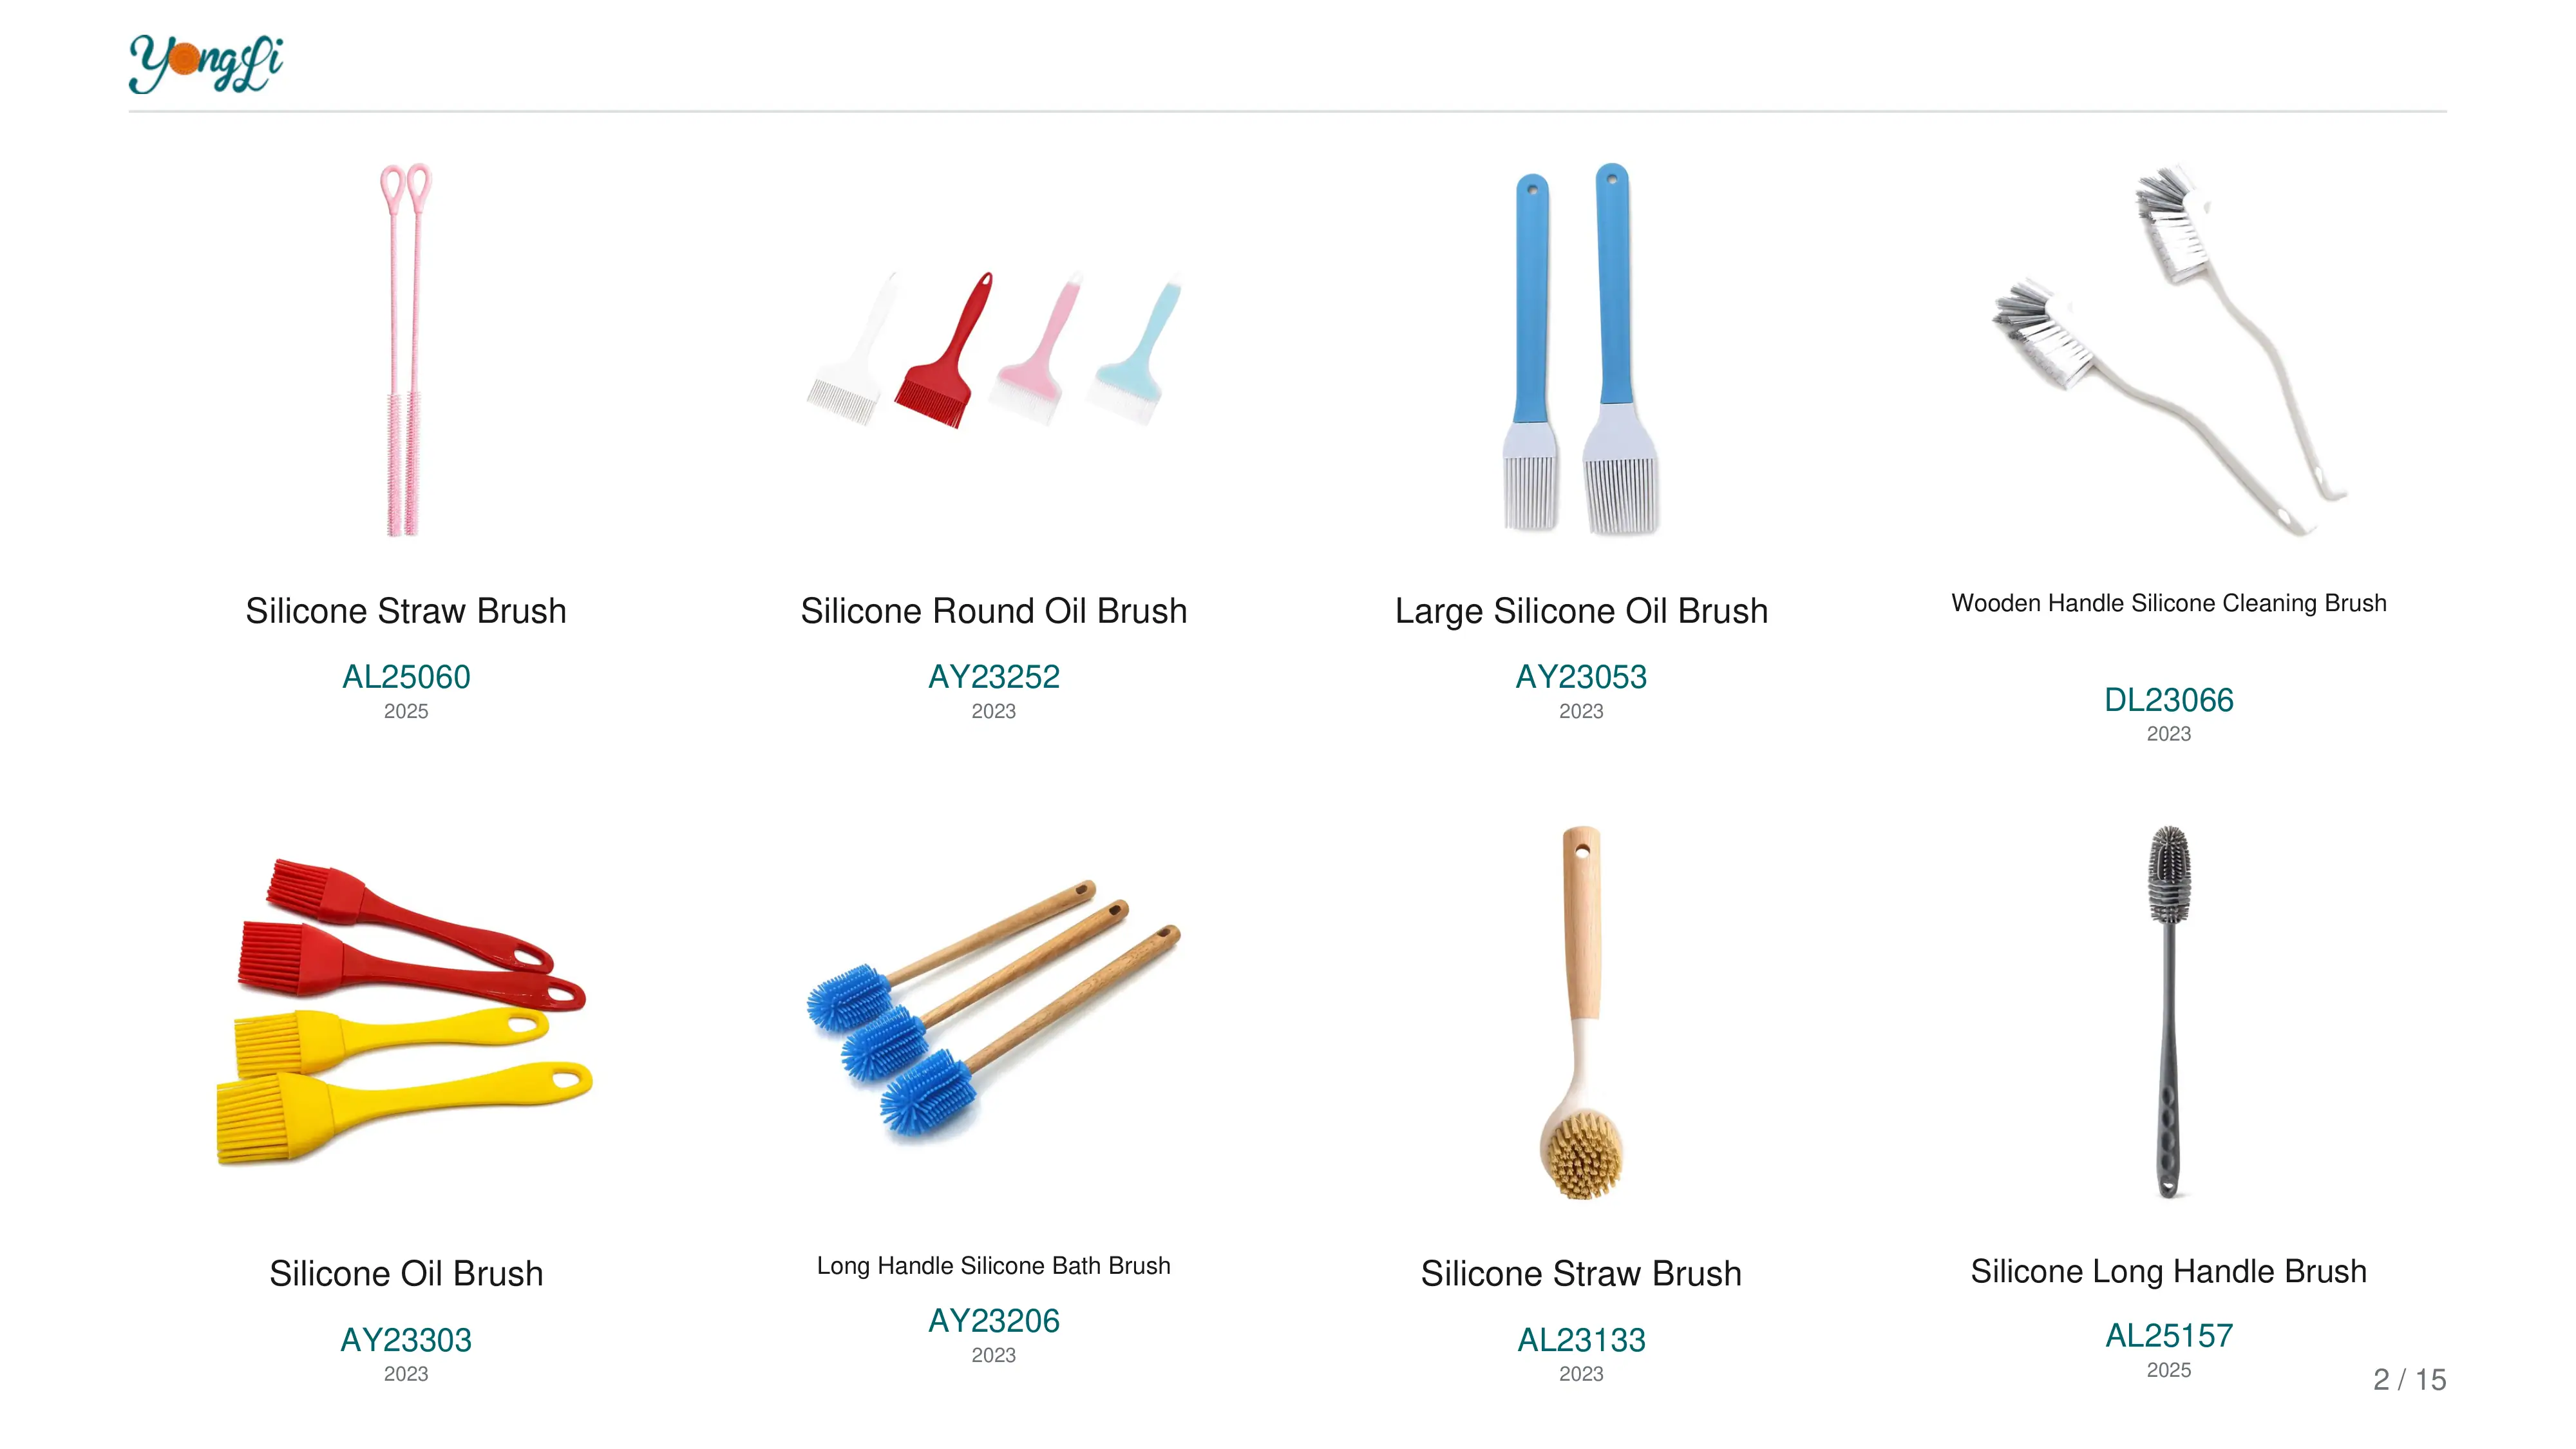 YongLi
Silicone Straw Brush
AL25060
2025
Silicone Round Oil Brush
AY23252
2023
Large Silicone Oil Brush
AY23053
2023
Wooden Handle Silicone Cleaning Brush
DL23066
2023
Silicone Oil Brush
AY23303
2023
Long Handle Silicone Bath Brush
AY23206
2023
Silicone Straw Brush
AL23133
2023
Silicone Long Handle Brush
AL25157
2025
2 / 15